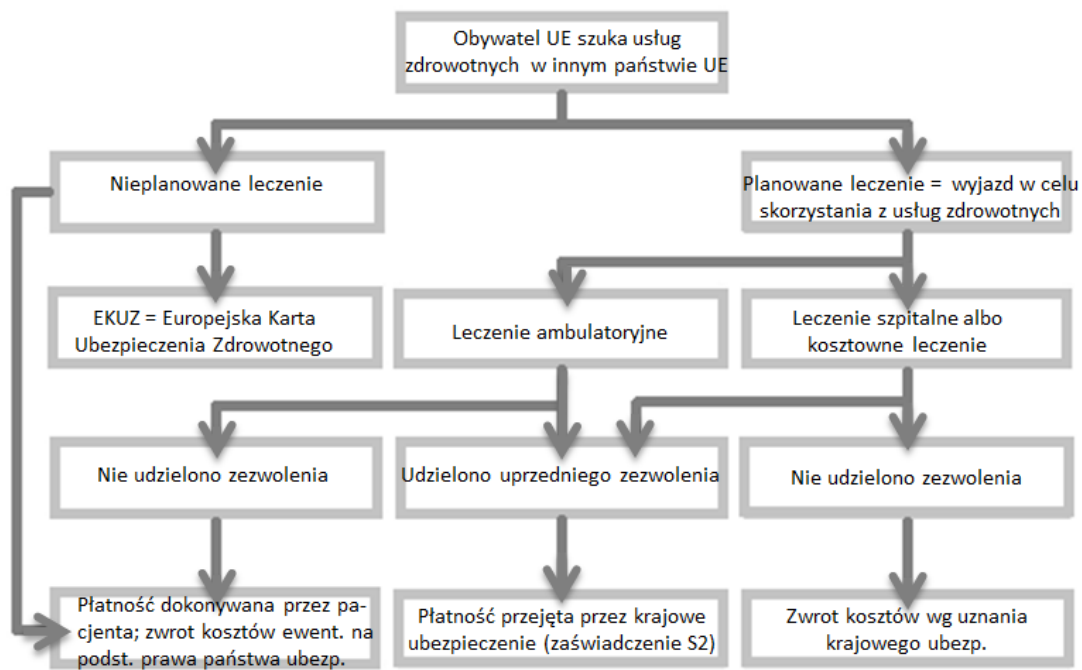 Obywatel UE szuka usług
zdrowotnych w innym państwie UE
Nieplanowane leczenie
Planowane leczenie = wyjazd w celu
skorzystania z usług zdrowotnych
EKUZ = Europejska Karta
Ubezpieczenia Zdrowotnego
Leczenie ambulatoryjne
Leczenie szpitalne albo
kosztowne leczenie
Nie udzielono zezwolenia
Udzielono uprzedniego zezwolenia
Nie udzielono zezwolenia
Płatność dokonywana przez pa-
cjenta; zwrot kosztów ewent. na
podst. prawa państwa ubezp.
Płatność przejęta przez krajowe
ubezpieczenie (zaświadczenie S2)
Zwrot kosztów wg uznania
krajowego ubezp.